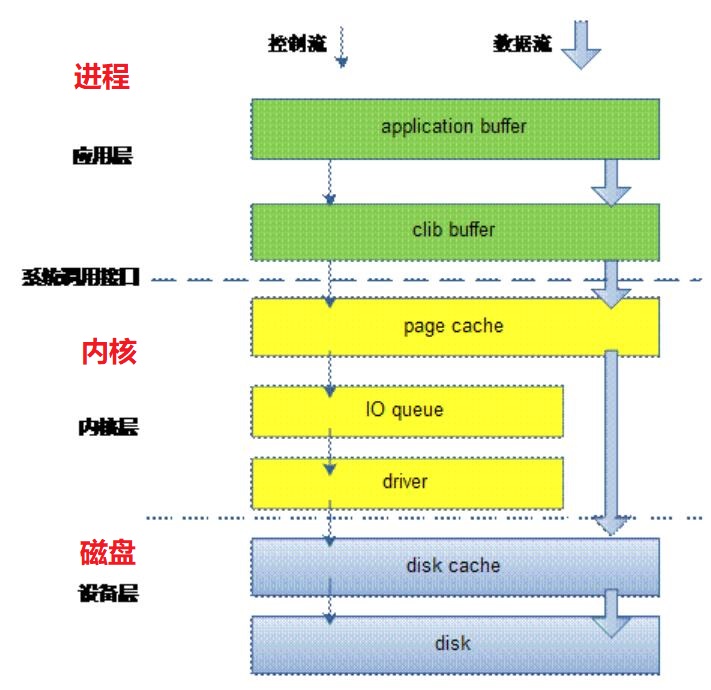 控制流 数据流
进程
application buffer
应用层
clib buffer
系统调用接口
page cache
内核
IO queue
内核层
driver
磁盘
disk cache
设备层
disk